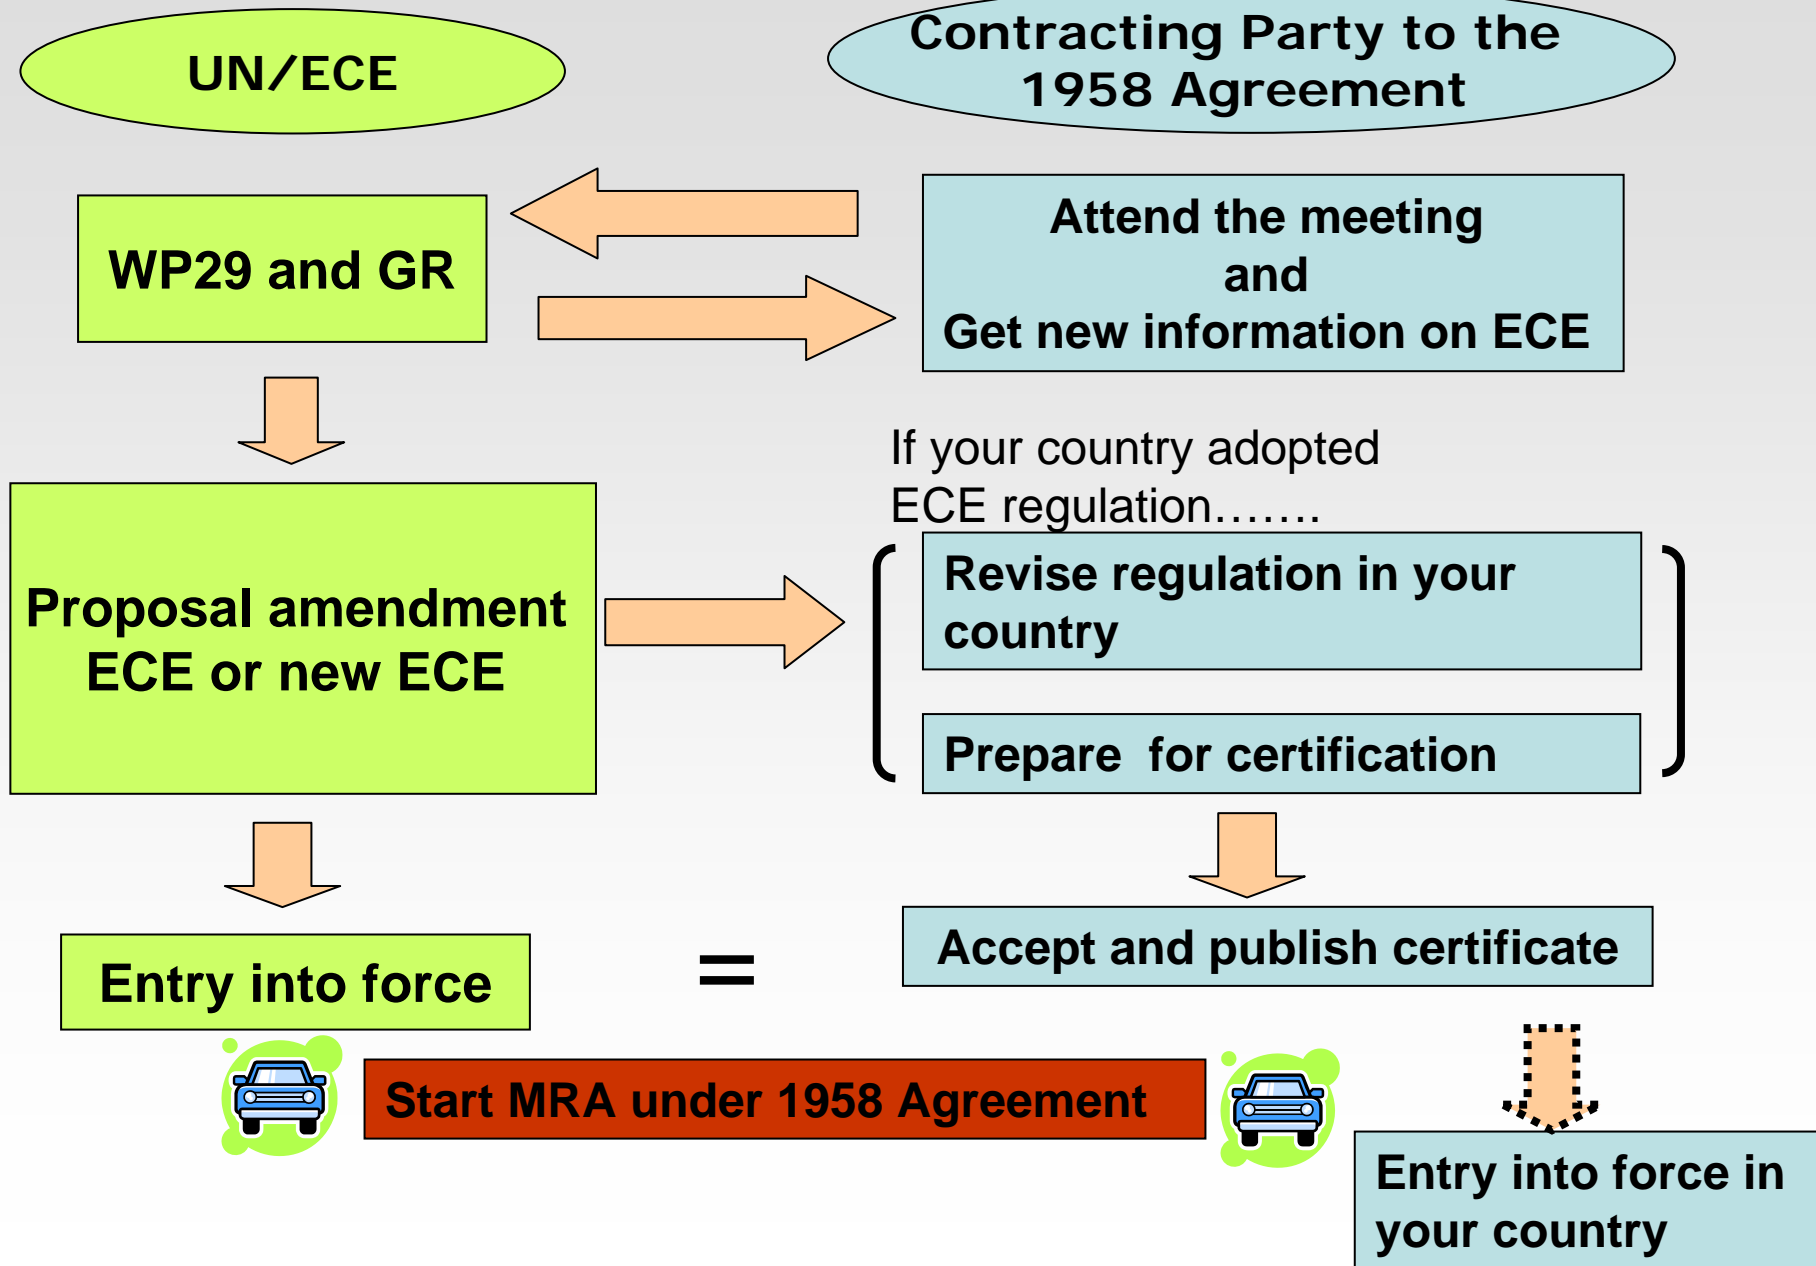 UN/ECE
Contracting Party to the
1958 Agreement
WP29 and GR
Attend the meeting
and
Get new information on ECE
If your country adopted
ECE regulation…….
Proposal amendment
ECE or new ECE
Revise regulation in your
country
Prepare  for certification
Entry into force
=
Accept and publish certificate
Start MRA under 1958 Agreement
Entry into force in
your country